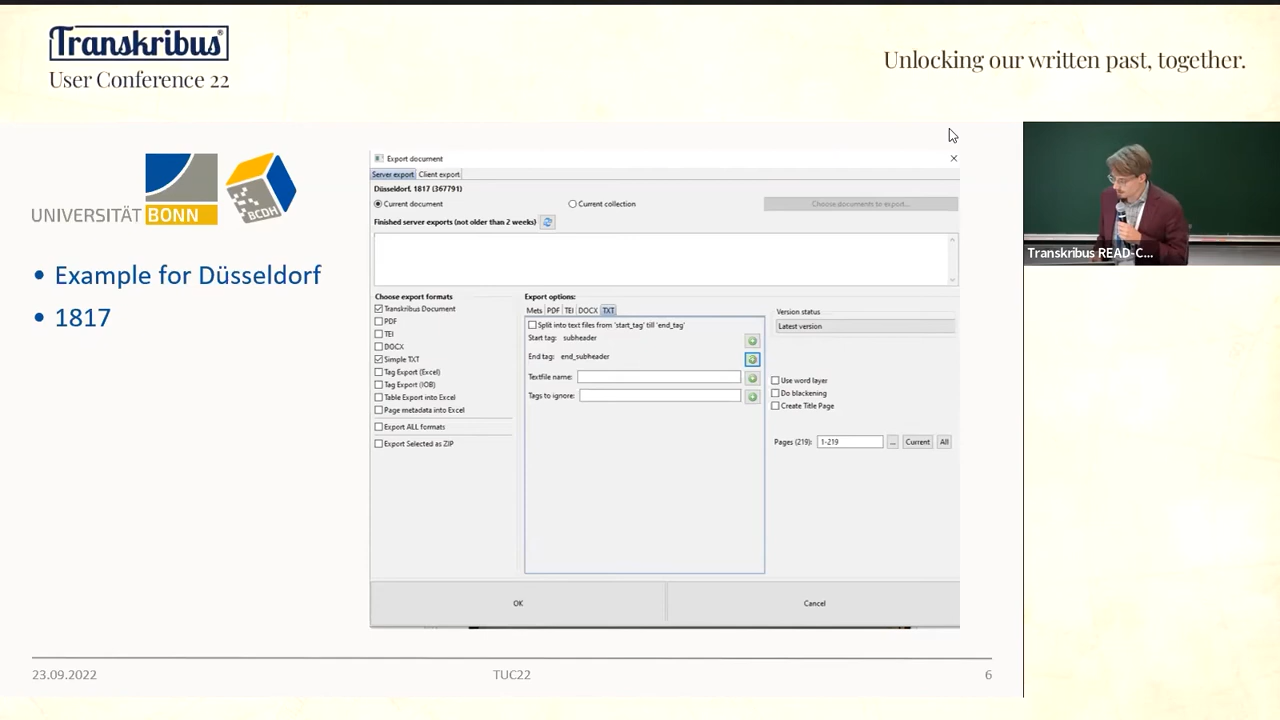 Transkribus
User Conference 22
Unlocking our written past, together.
UNIVERSITÄT BONN
BCDH
• Example for Düsseldorf
• 1817
Export document
Server export Client export
Düsseldorf, 1817 (367791)
Current document Current collection Choose documents to export...
Finished server exports (not older than 2 weeks)
Choose export formats
Transkribus Document
PDF
TEI
DOCX
Simple TXT
Tag Export (Excel)
Tag Export (IOB)
Table Export into Excel
Page metadata into Excel
Export ALL formats
Export Selected as ZIP
Export options:
Mets PDF TEI DOCX TXT
Split into text files from 'start_tag' till 'end_tag'
Start tag: subheader
End tag: end_subheader
Textfile name:
Tags to ignore:
Version status
Latest version
Use word layer
Do blackening
Create Title Page
Pages (219): 1-219 ... Current All
OK Cancel
Transkribus READ-C...
23.09.2022 TUC22 6